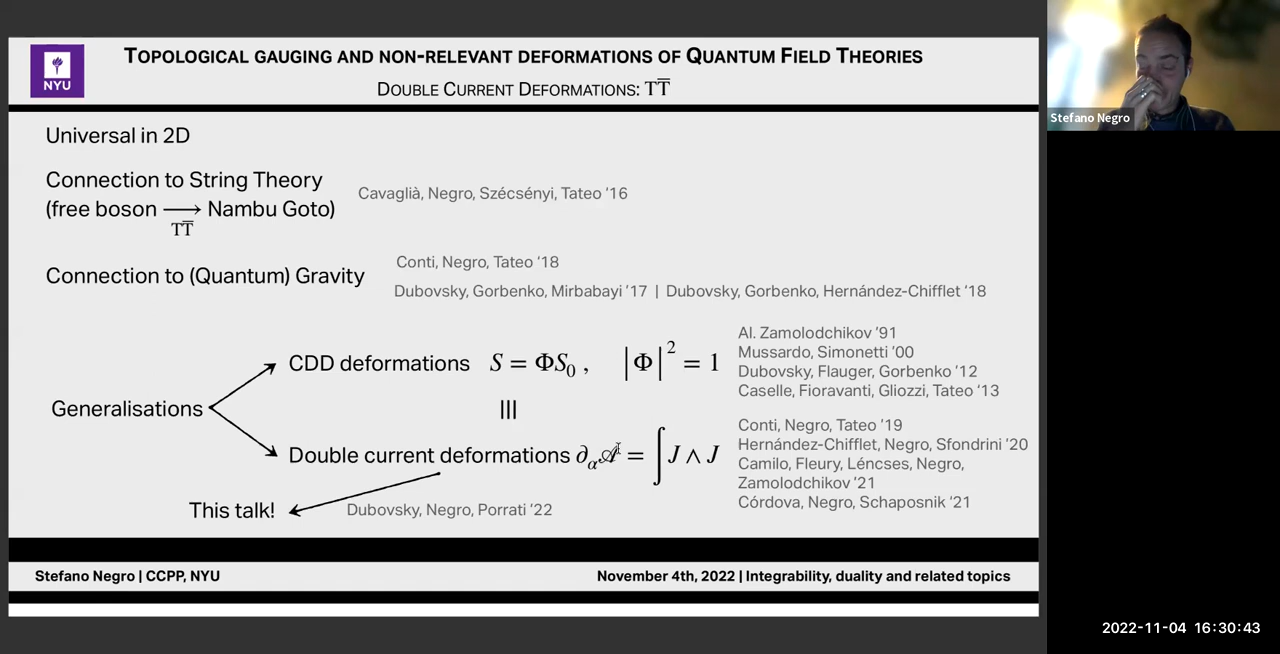 TOPOLOGICAL GAUGING AND NON-RELEVANT DEFORMATIONS OF QUANTUM FIELD THEORIES
DOUBLE CURRENT DEFORMATIONS: TT̅
NYU
Universal in 2D
Connection to String Theory
(free boson ⟶ Nambu Goto)
TT̅
Cavaglià, Negro, Szécsényi, Tateo '16
Connection to (Quantum) Gravity
Conti, Negro, Tateo '18
Dubovsky, Gorbenko, Mirbabayi '17 | Dubovsky, Gorbenko, Hernández-Chifflet '18
Generalisations
CDD deformations S = ΦS₀ , |Φ|² = 1
Al. Zamolodchikov '91
Mussardo, Simonetti '00
Dubovsky, Flauger, Gorbenko '12
Caselle, Fioravanti, Gliozzi, Tateo '13
≡
Double current deformations ∂_α𝒜 = ∫ J ∧ J
Conti, Negro, Tateo '19
Hernández-Chifflet, Negro, Sfondrini '20
Camilo, Fleury, Léncses, Negro,
Zamolodchikov '21
Córdova, Negro, Schaposnik '21
This talk!
Dubovsky, Negro, Porrati '22
Stefano Negro | CCPP, NYU
November 4th, 2022 | Integrability, duality and related topics
Stefano Negro
2022-11-04 16:30:43